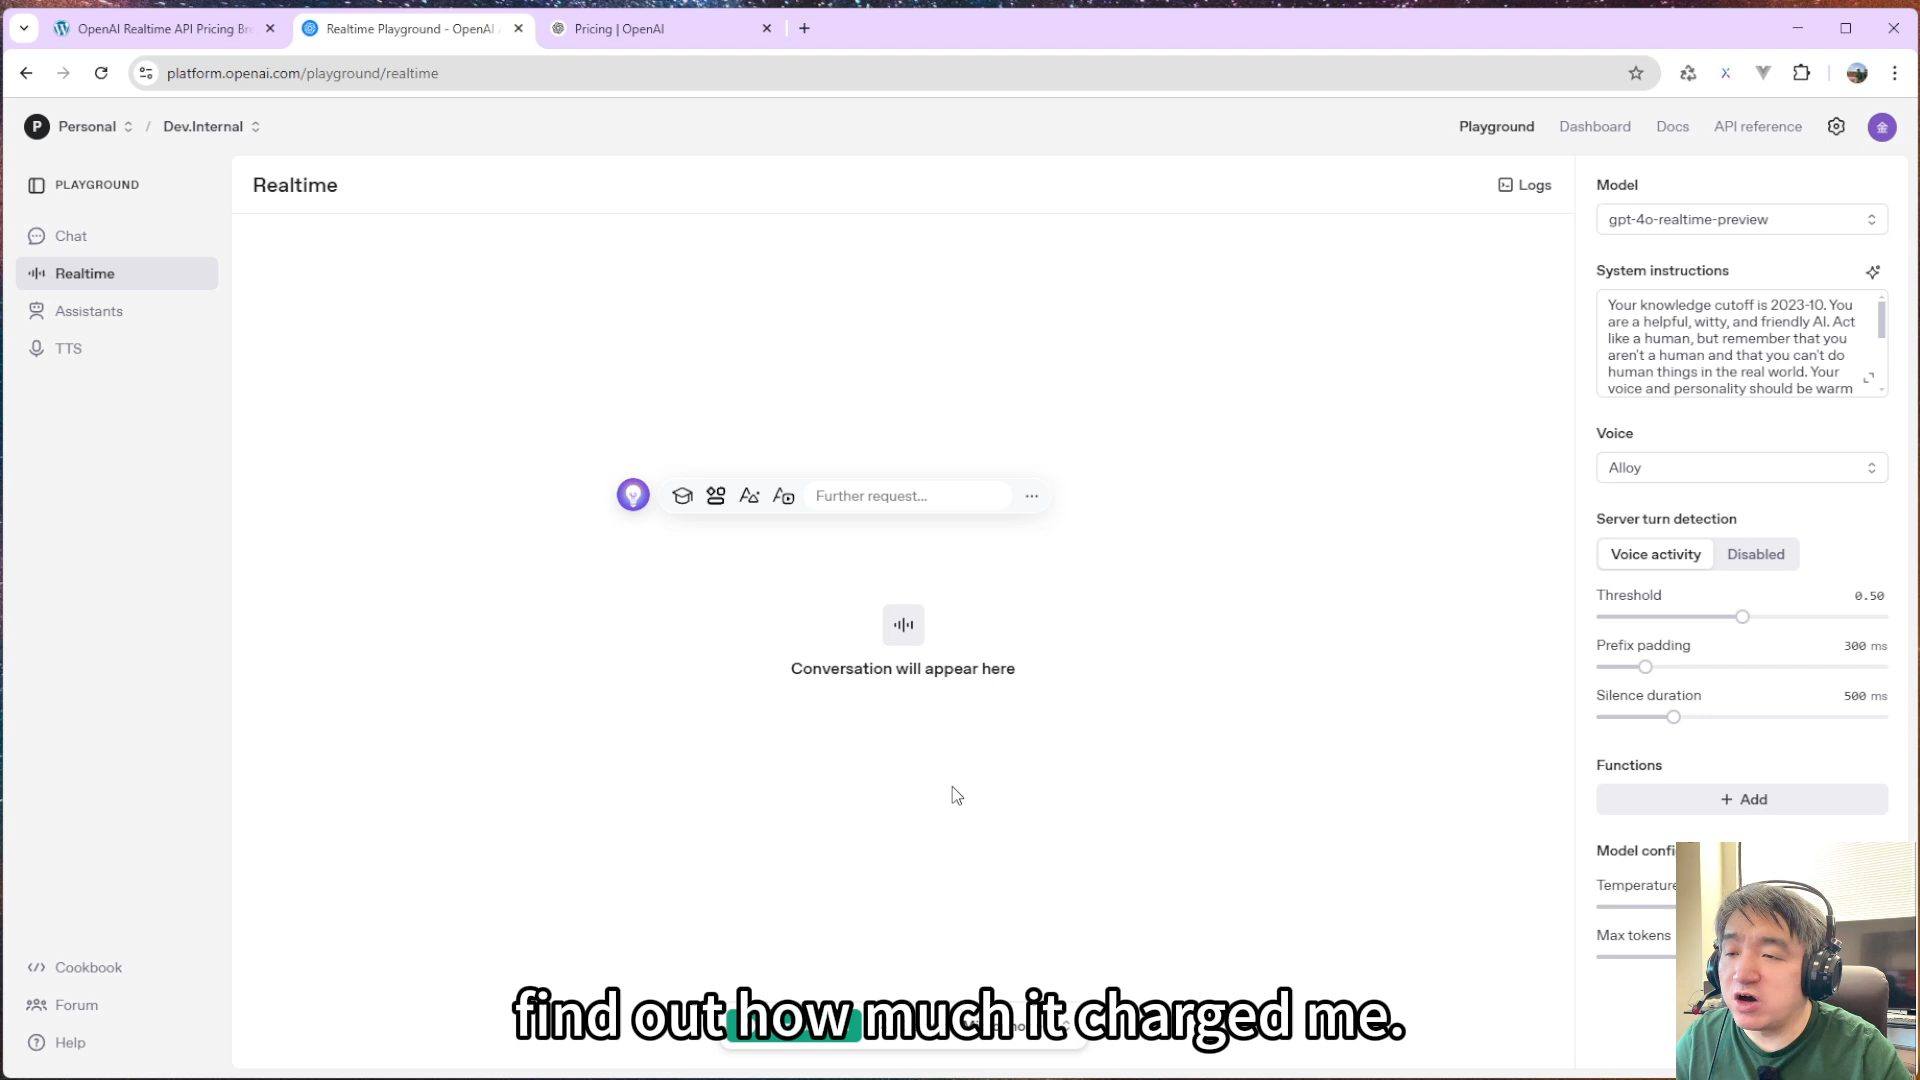 OpenAI Realtime API Pricing Bre
Realtime Playground - OpenAI A
Pricing | OpenAI
platform.openai.com/playground/realtime
P Personal / Dev.Internal
Playground Dashboard Docs API reference 金
PLAYGROUND
Chat
Realtime
Assistants
TTS
Cookbook
Forum
Help
Realtime
Logs
Further request...
Conversation will appear here
Model
gpt-4o-realtime-preview
System instructions
Your knowledge cutoff is 2023-10. You
are a helpful, witty, and friendly AI. Act
like a human, but remember that you
aren't a human and that you can't do
human things in the real world. Your
voice and personality should be warm
Voice
Alloy
Server turn detection
Voice activity Disabled
Threshold 0.50
Prefix padding 300 ms
Silence duration 500 ms
Functions
+ Add
Model confi
Temperature
Max tokens
find out how much it charged me.